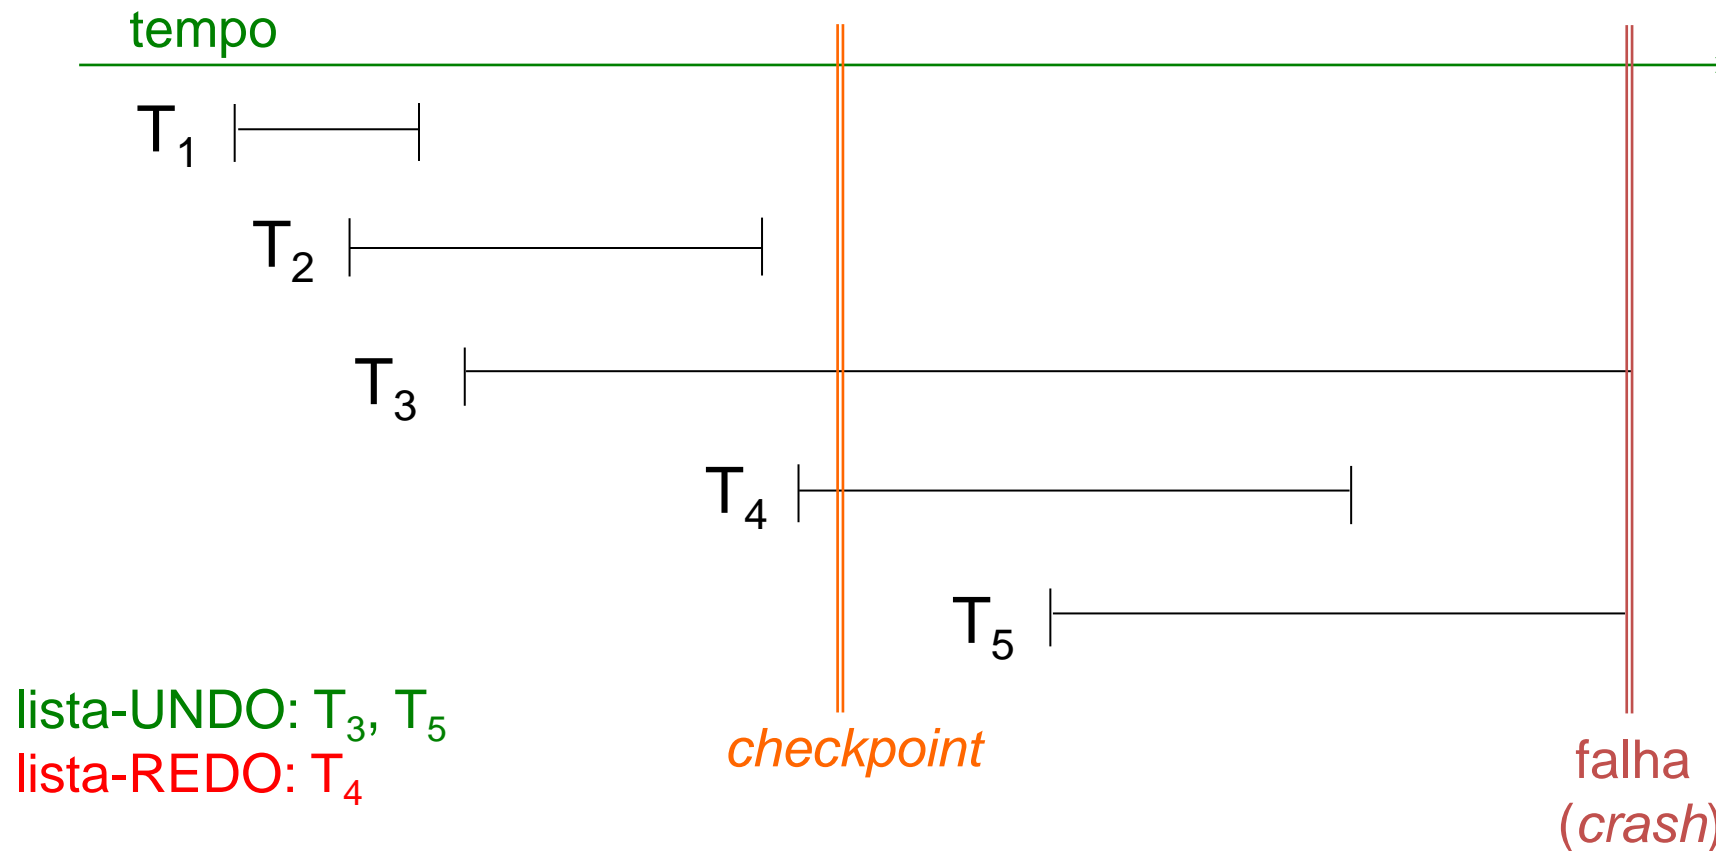 tempo
T₁
T₂
T₃
T₄
T₅
lista-UNDO: T₃, T₅
lista-REDO: T₄
checkpoint
falha
(crash)